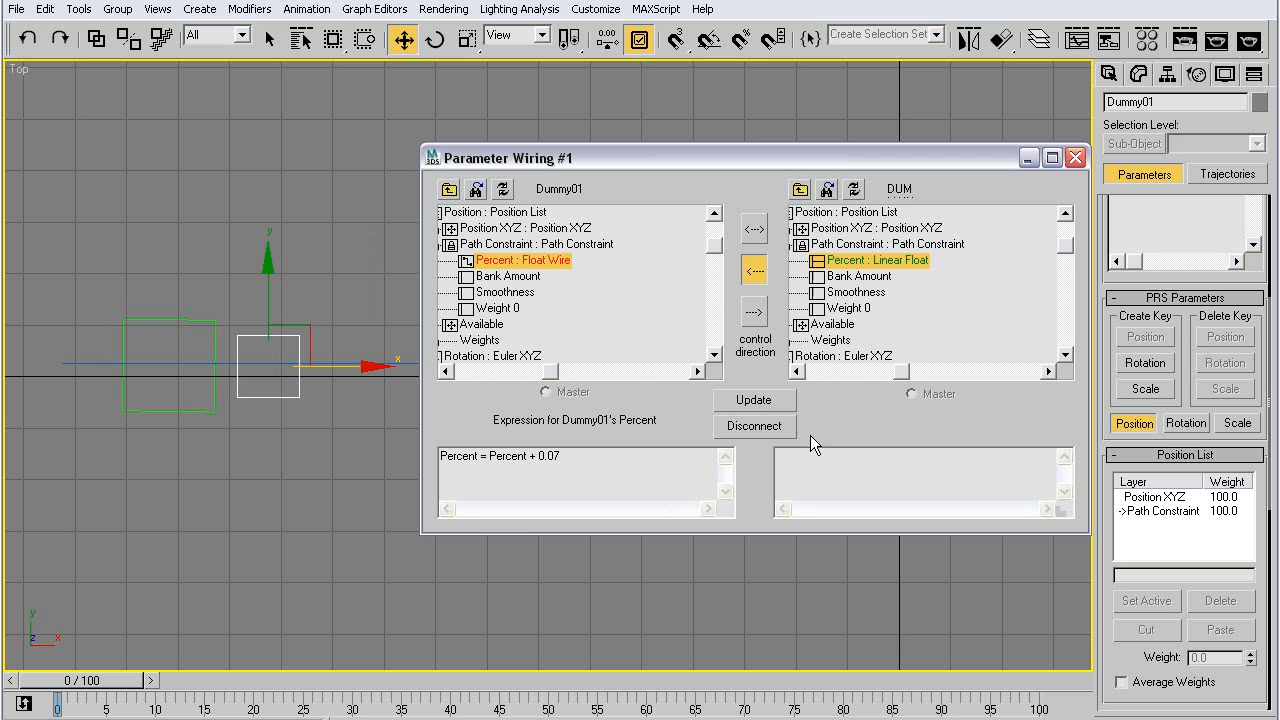 File Edit Tools Group Views Create Modifiers Animation Graph Editors Rendering Lighting Analysis Customize MAXScript Help
All View 0.00 Create Selection Set
Top
Dummy01
Selection Level:
Sub-Object
Parameters Trajectories
Parameter Wiring #1
M
3DS
Dummy01 DUM
Position : Position List
Position XYZ : Position XYZ
Path Constraint : Path Constraint
Percent : Float Wire
Bank Amount
Smoothness
Weight 0
Available
Weights
Rotation : Euler XYZ
Master
Position : Position List
Position XYZ : Position XYZ
Path Constraint : Path Constraint
Percent : Linear Float
Bank Amount
Smoothness
Weight 0
Available
Weights
Rotation : Euler XYZ
Master
<--->
<----
---->
control
direction
Update
Disconnect
Expression for Dummy01's Percent
Percent = Percent + 0.07
y
x
y
z x
- PRS Parameters
Create Key Delete Key
Position Position
Rotation Rotation
Scale Scale
Position Rotation Scale
- Position List
Layer Weight
Position XYZ 100.0
->Path Constraint 100.0
Set Active Delete
Cut Paste
Weight: 0.0
Average Weights
< 0 / 100 >
0 5 10 15 20 25 30 35 40 45 50 55 60 65 70 75 80 85 90 95 100